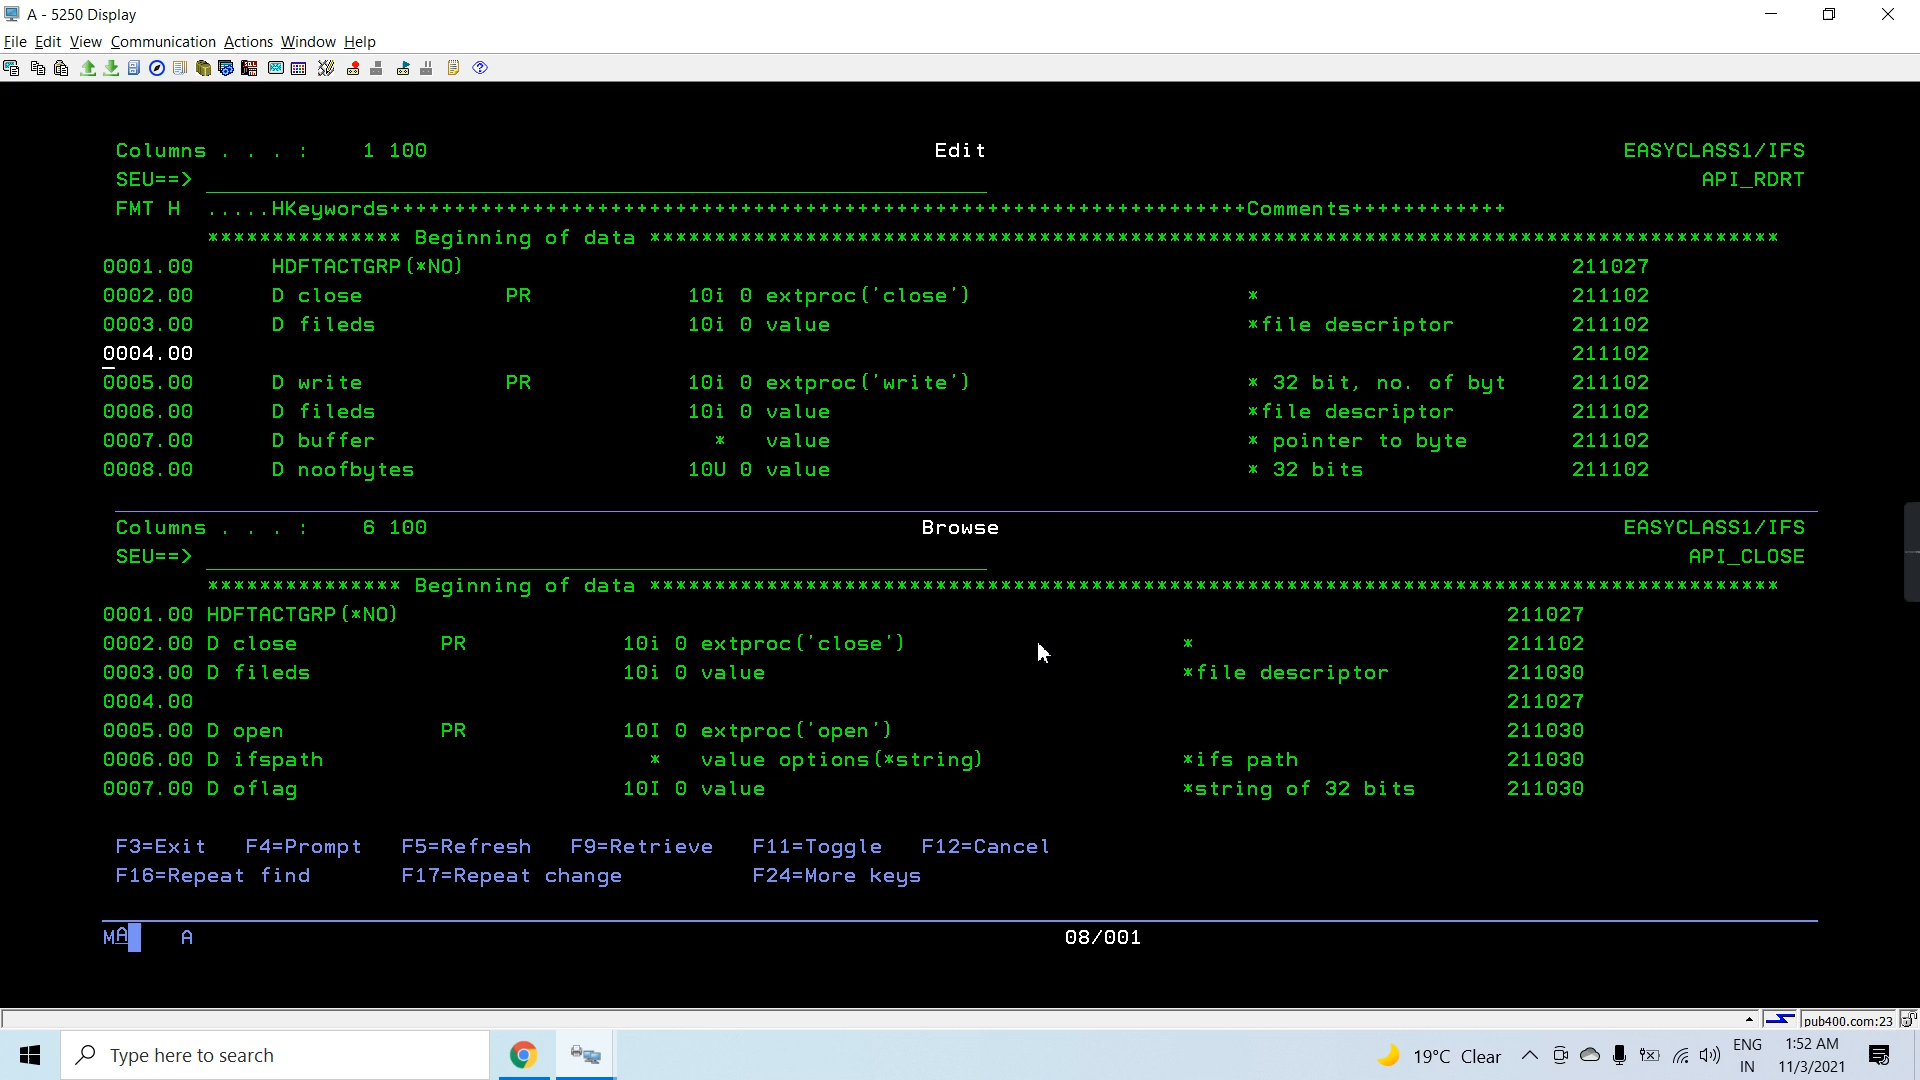 A - 5250 Display
File Edit View Communication Actions Window Help
Columns . . . :    1 100                                       Edit                                                 EASYCLASS1/IFS
SEU==>                                                                                                              API_RDRT
FMT H  .....HKeywords++++++++++++++++++++++++++++++++++++++++++++++++++++++++++++++++++Comments++++++++++++
*************** Beginning of data ***************************************************************************************
0001.00      HDFTACTGRP(*NO)                                                                                     211027
0002.00      D close           PR            10i 0 extproc('close')                     *                        211102
0003.00      D fileds                        10i 0 value                                *file descriptor         211102
0004.00                                                                                                          211102
0005.00      D write           PR            10i 0 extproc('write')                     * 32 bit, no. of byt     211102
0006.00      D fileds                        10i 0 value                                *file descriptor         211102
0007.00      D buffer                          *   value                                * pointer to byte        211102
0008.00      D noofbytes                     10U 0 value                                * 32 bits                211102
Columns . . . :    6 100                                      Browse                                                EASYCLASS1/IFS
SEU==>                                                                                                             API_CLOSE
*************** Beginning of data ***************************************************************************************
0001.00 HDFTACTGRP(*NO)                                                                                     211027
0002.00 D close           PR            10i 0 extproc('close')                     *                        211102
0003.00 D fileds                        10i 0 value                                *file descriptor         211030
0004.00                                                                                                     211027
0005.00 D open            PR            10I 0 extproc('open')                                               211030
0006.00 D ifspath                         *   value options(*string)               *ifs path                211030
0007.00 D oflag                         10I 0 value                                *string of 32 bits       211030
F3=Exit   F4=Prompt   F5=Refresh   F9=Retrieve   F11=Toggle   F12=Cancel
F16=Repeat find       F17=Repeat change          F24=More keys
MA    A                                                                   08/001
pub400.com:23
Type here to search
19°C Clear
ENG
IN
1:52 AM
11/3/2021